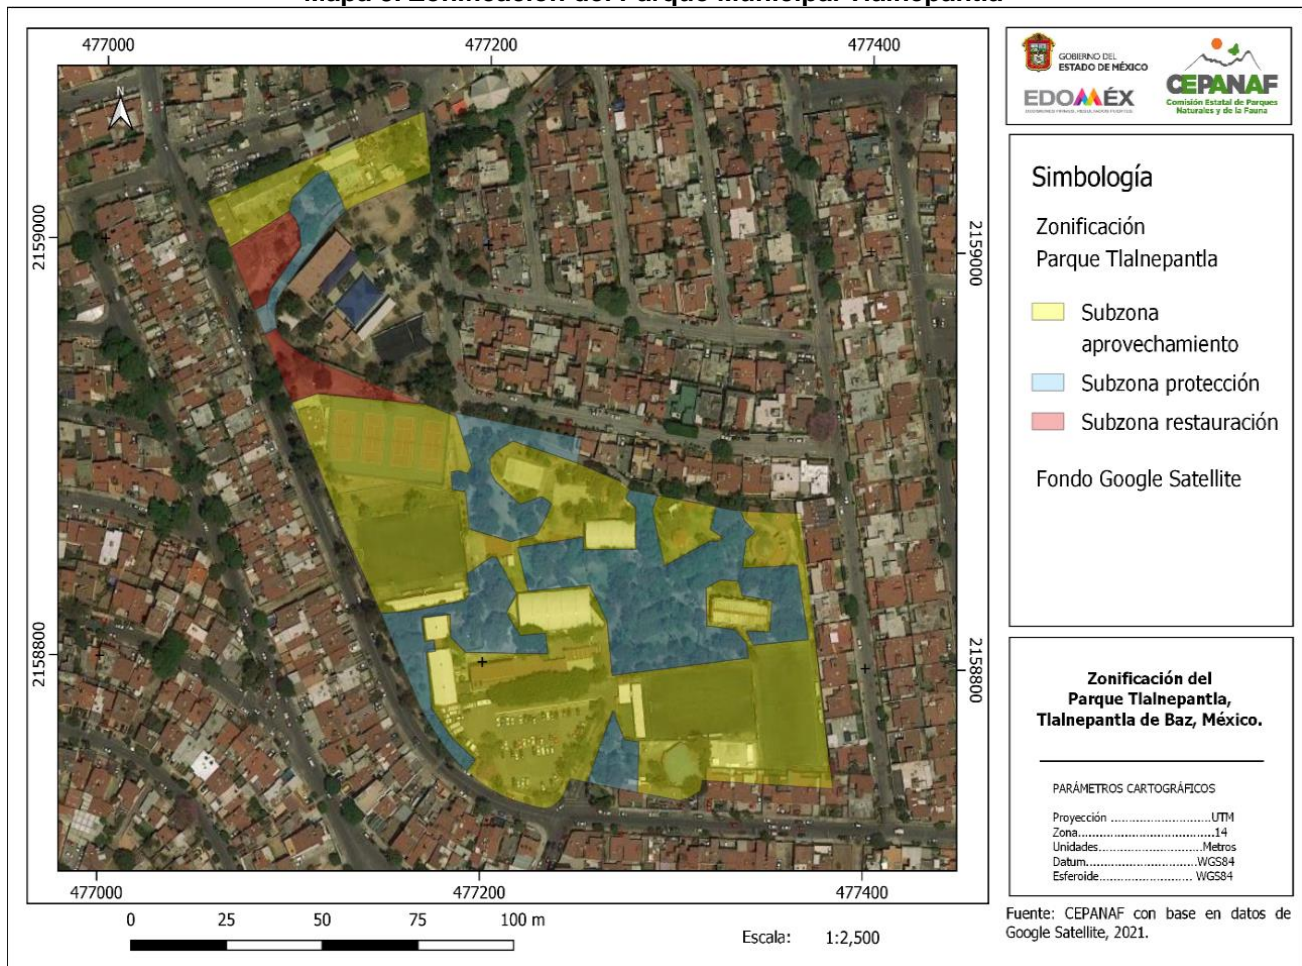 Mapa 3. Zonificación del Parque Municipal Tlalnepantla
477000
477200
477400
2159000
2158800
2159000
2158800
N
477000
477200
477400
0 25 50 75 100 m
Escala: 1:2,500
GOBIERNO DEL
ESTADO DE MÉXICO
EDOMÉX
CEPANAF
Comisión Estatal de Parques
Naturales y de la Fauna
Simbología
Zonificación
Parque Tlalnepantla
Subzona
aprovechamiento
Subzona protección
Subzona restauración
Fondo Google Satellite
Zonificación del
Parque Tlalnepantla,
Tlalnepantla de Baz, México.
PARÁMETROS CARTOGRÁFICOS
Proyección ............................UTM
Zona....................................14
Unidades............................Metros
Datum..............................WGS84
Esferoide......................... WGS84
Fuente: CEPANAF con base en datos de
Google Satellite, 2021.